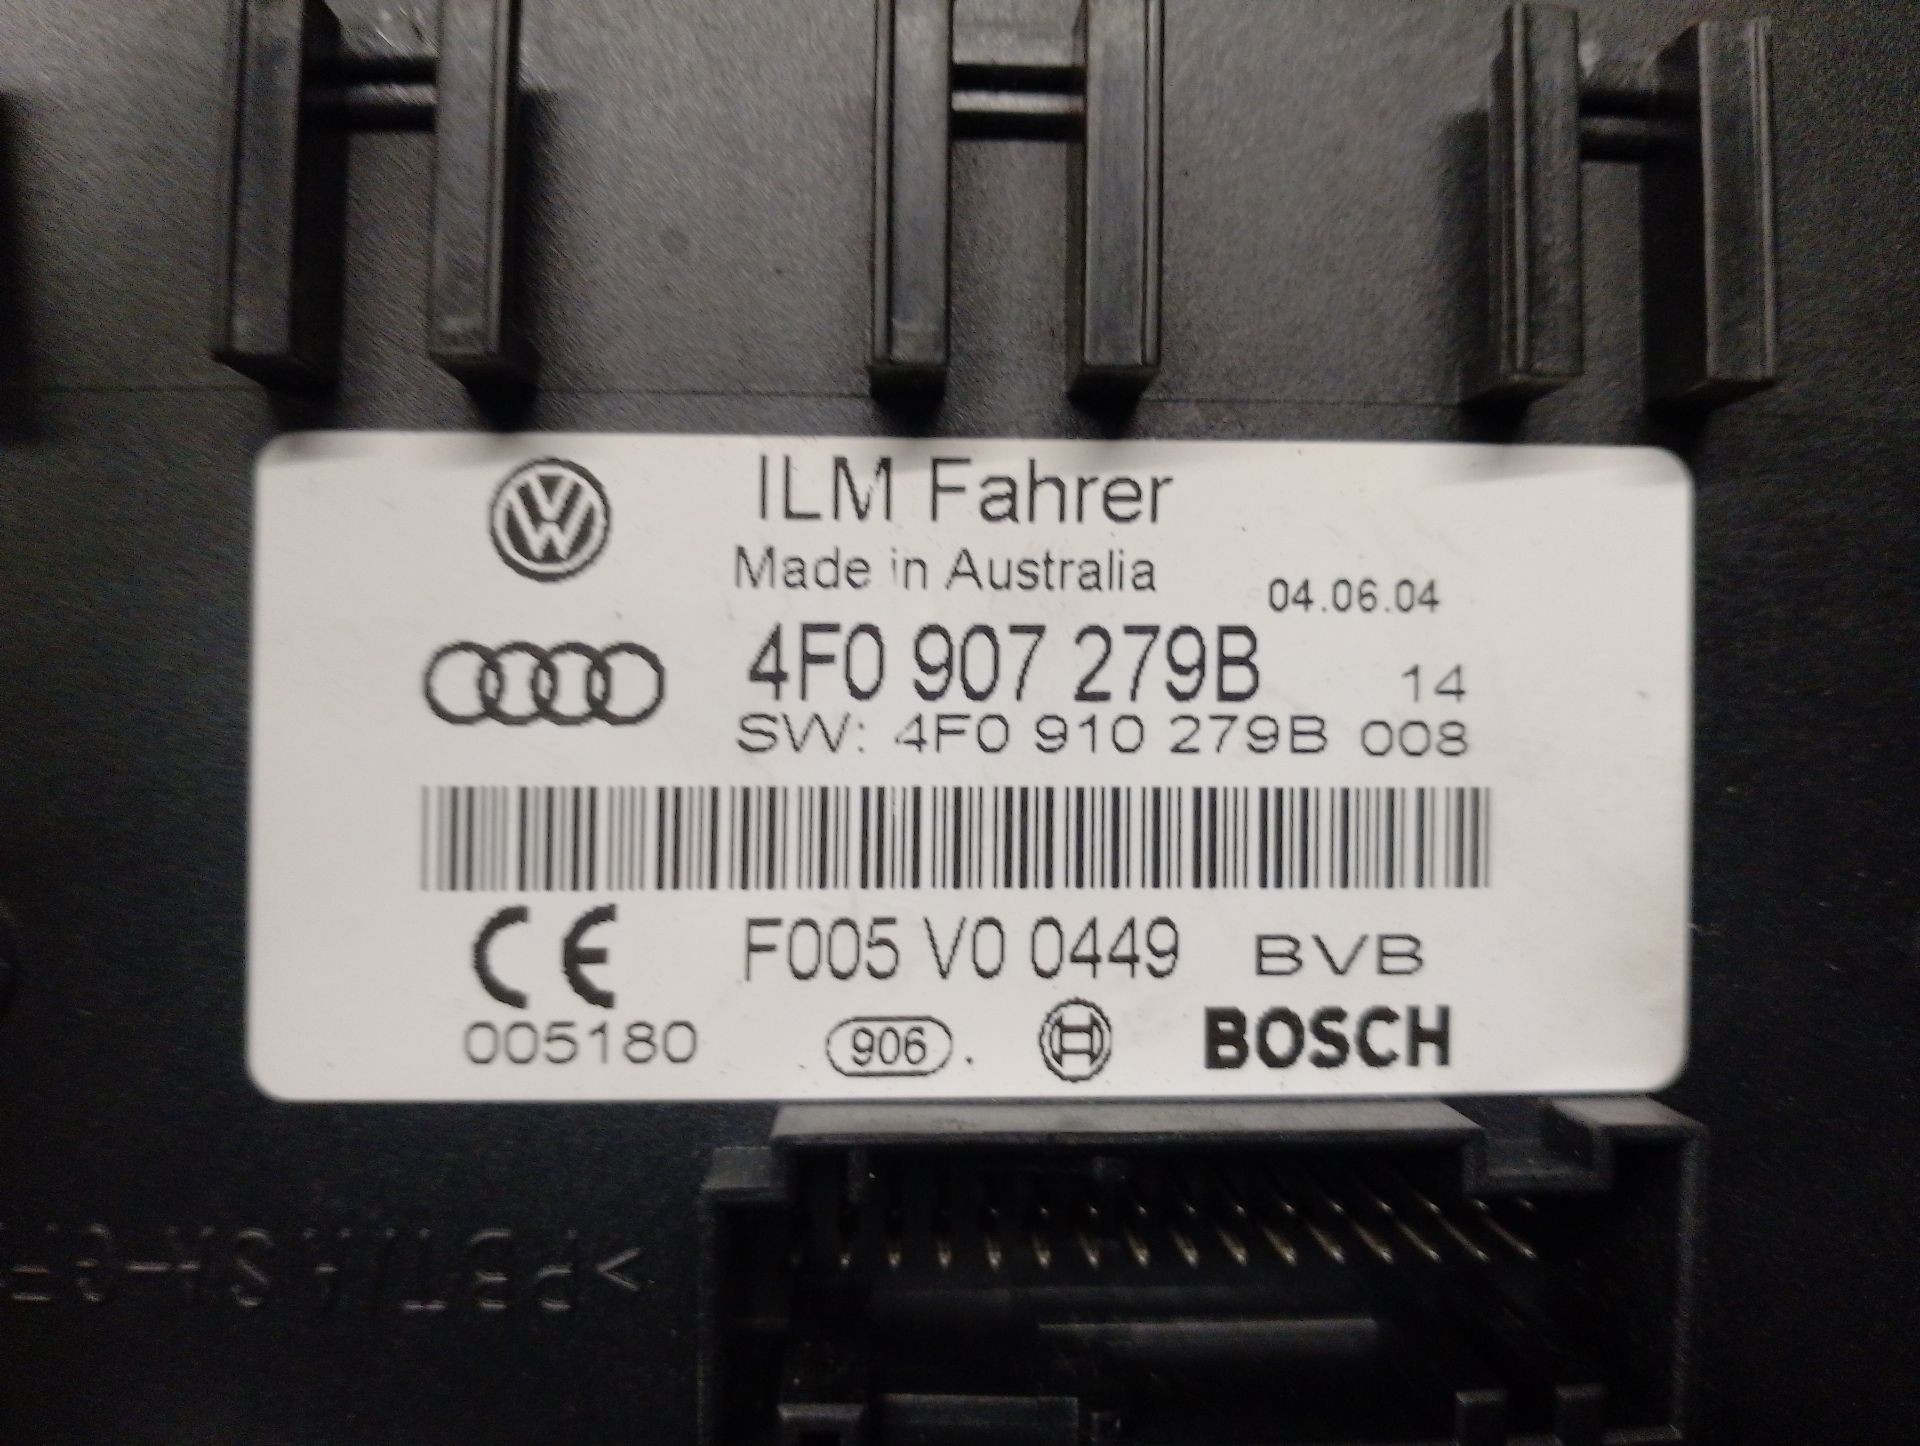 ILM Fahrer
Made in Australia
04.06.04
4F0 907 279B 14
SW: 4F0 910 279B 008
CE F005 V0 0449 BVB
005180 906 . BOSCH